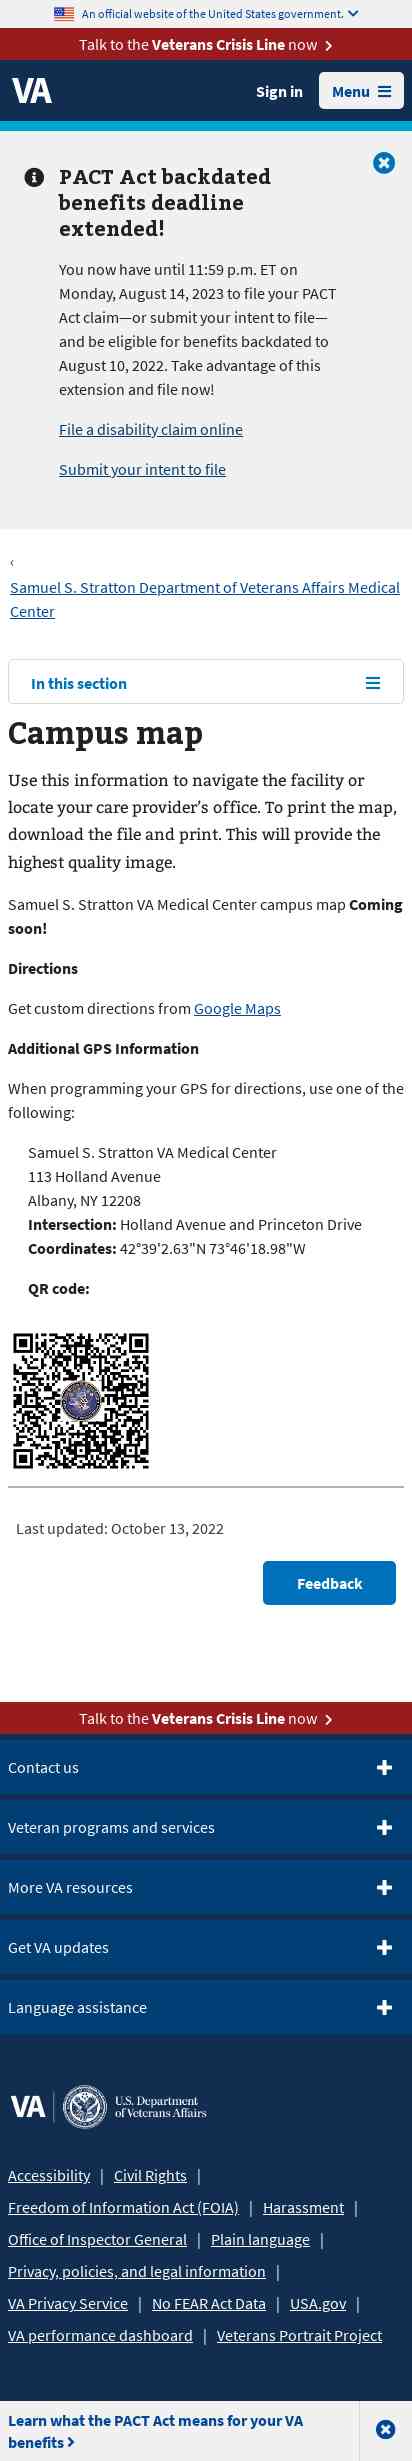 An official website of the United States government.
Talk to the Veterans Crisis Line now
VA
Sign in
Menu
PACT Act backdated
benefits deadline
extended!
You now have until 11:59 p.m. ET on
Monday, August 14, 2023 to file your PACT
Act claim—or submit your intent to file—
and be eligible for benefits backdated to
August 10, 2022. Take advantage of this
extension and file now!
File a disability claim online
Submit your intent to file
‹
Samuel S. Stratton Department of Veterans Affairs Medical
Center
In this section
Campus map
Use this information to navigate the facility or
locate your care provider’s office. To print the map,
download the file and print. This will provide the
highest quality image.
Samuel S. Stratton VA Medical Center campus map Coming
soon!
Directions
Get custom directions from Google Maps
Additional GPS Information
When programming your GPS for directions, use one of the
following:
Samuel S. Stratton VA Medical Center
113 Holland Avenue
Albany, NY 12208
Intersection: Holland Avenue and Princeton Drive
Coordinates: 42°39'2.63"N 73°46'18.98"W
QR code:
Last updated: October 13, 2022
Feedback
Talk to the Veterans Crisis Line now
Contact us
Veteran programs and services
More VA resources
Get VA updates
Language assistance
VA | U.S. Department
of Veterans Affairs
Accessibility | Civil Rights |
Freedom of Information Act (FOIA) | Harassment |
Office of Inspector General | Plain language |
Privacy, policies, and legal information |
VA Privacy Service | No FEAR Act Data | USA.gov |
VA performance dashboard | Veterans Portrait Project
Learn what the PACT Act means for your VA
benefits